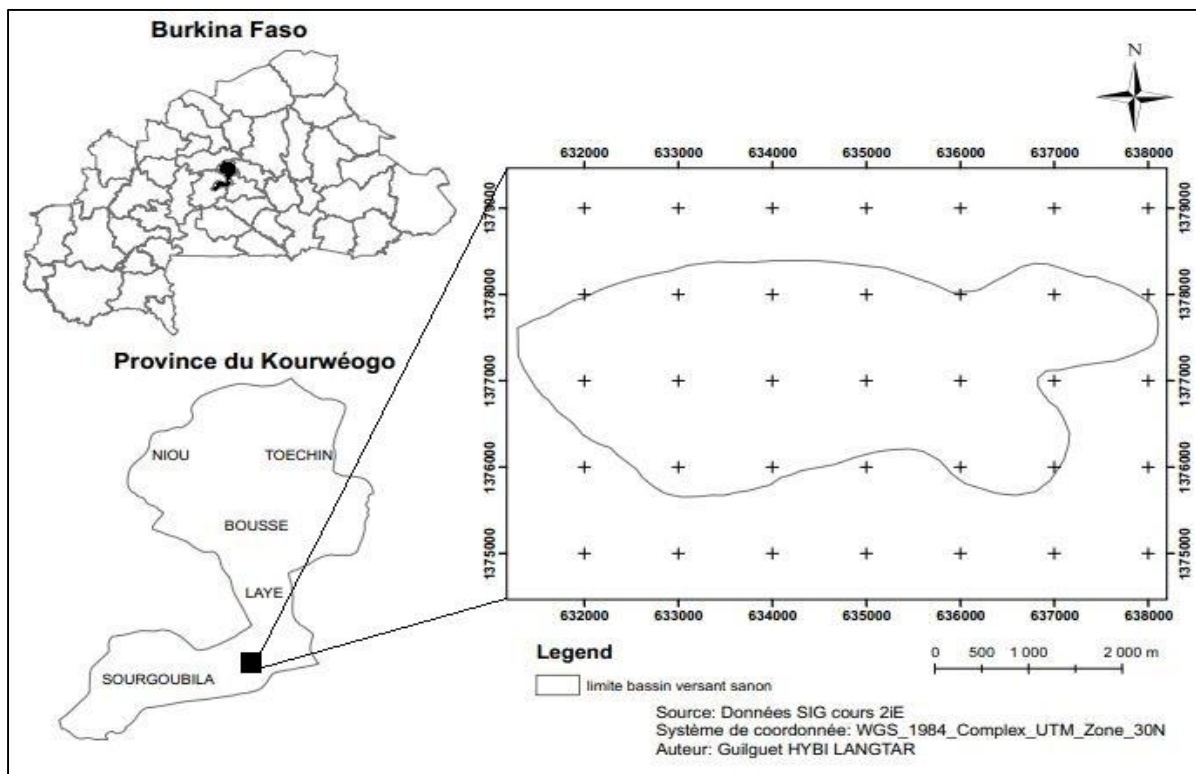 Burkina Faso
N
632000 633000 634000 635000 636000 637000 638000
1379000 1379000
1378000 1378000
1377000 1377000
1376000 1376000
1375000 1375000
632000 633000 634000 635000 636000 637000 638000
Province du Kourwéogo
NIOU TOECHIN
BOUSSE
LAYE
SOURGOUBILA
Legend
limite bassin versant sanon
0 500 1 000 2 000 m
Source: Données SIG cours 2iE
Système de coordonnée: WGS_1984_Complex_UTM_Zone_30N
Auteur: Guilguet HYBI LANGTAR